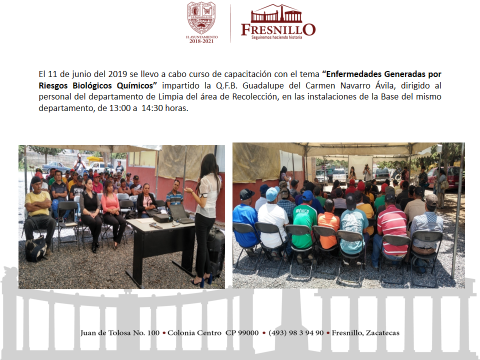 H. AYUNTAMIENTO
2018-2021
FRESNILLO
Seguiremos haciendo historia
El 11 de junio del 2019 se llevo a cabo curso de capacitación con el tema “Enfermedades Generadas por
Riesgos Biológicos Químicos” impartido la Q.F.B. Guadalupe del Carmen Navarro Ávila, dirigido al
personal del departamento de Limpia del área de Recolección, en las instalaciones de la Base del mismo
departamento, de 13:00 a 14:30 horas.
Juan de Tolosa No. 100 • Colonia Centro CP 99000 • (493) 98 3 94 90 • Fresnillo, Zacatecas